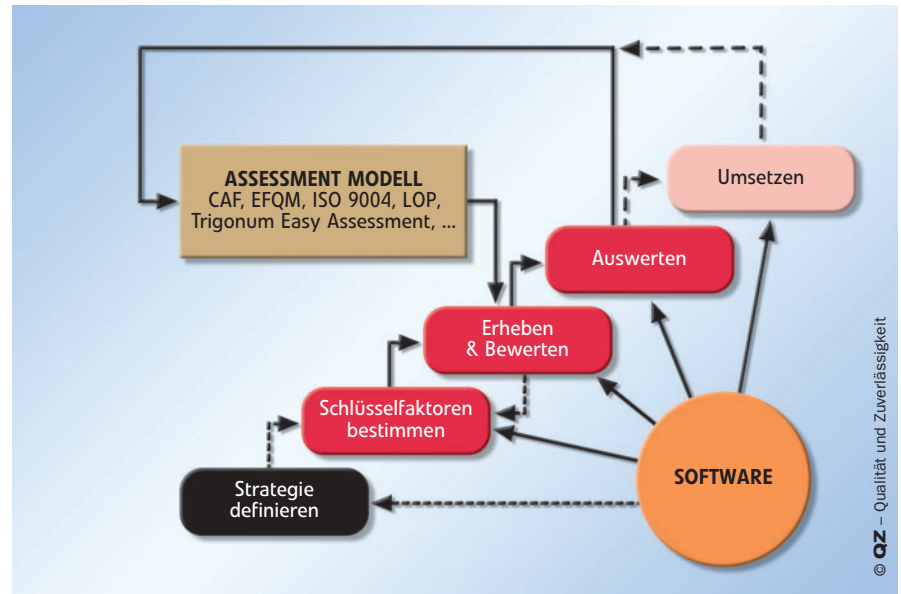 ASSESSMENT MODELL
CAF, EFQM, ISO 9004, LOP,
Trigonum Easy Assessment, ...
Umsetzen
Auswerten
Erheben
& Bewerten
Schlüsselfaktoren
bestimmen
Strategie
definieren
SOFTWARE
© QZ – Qualität und Zuverlässigkeit